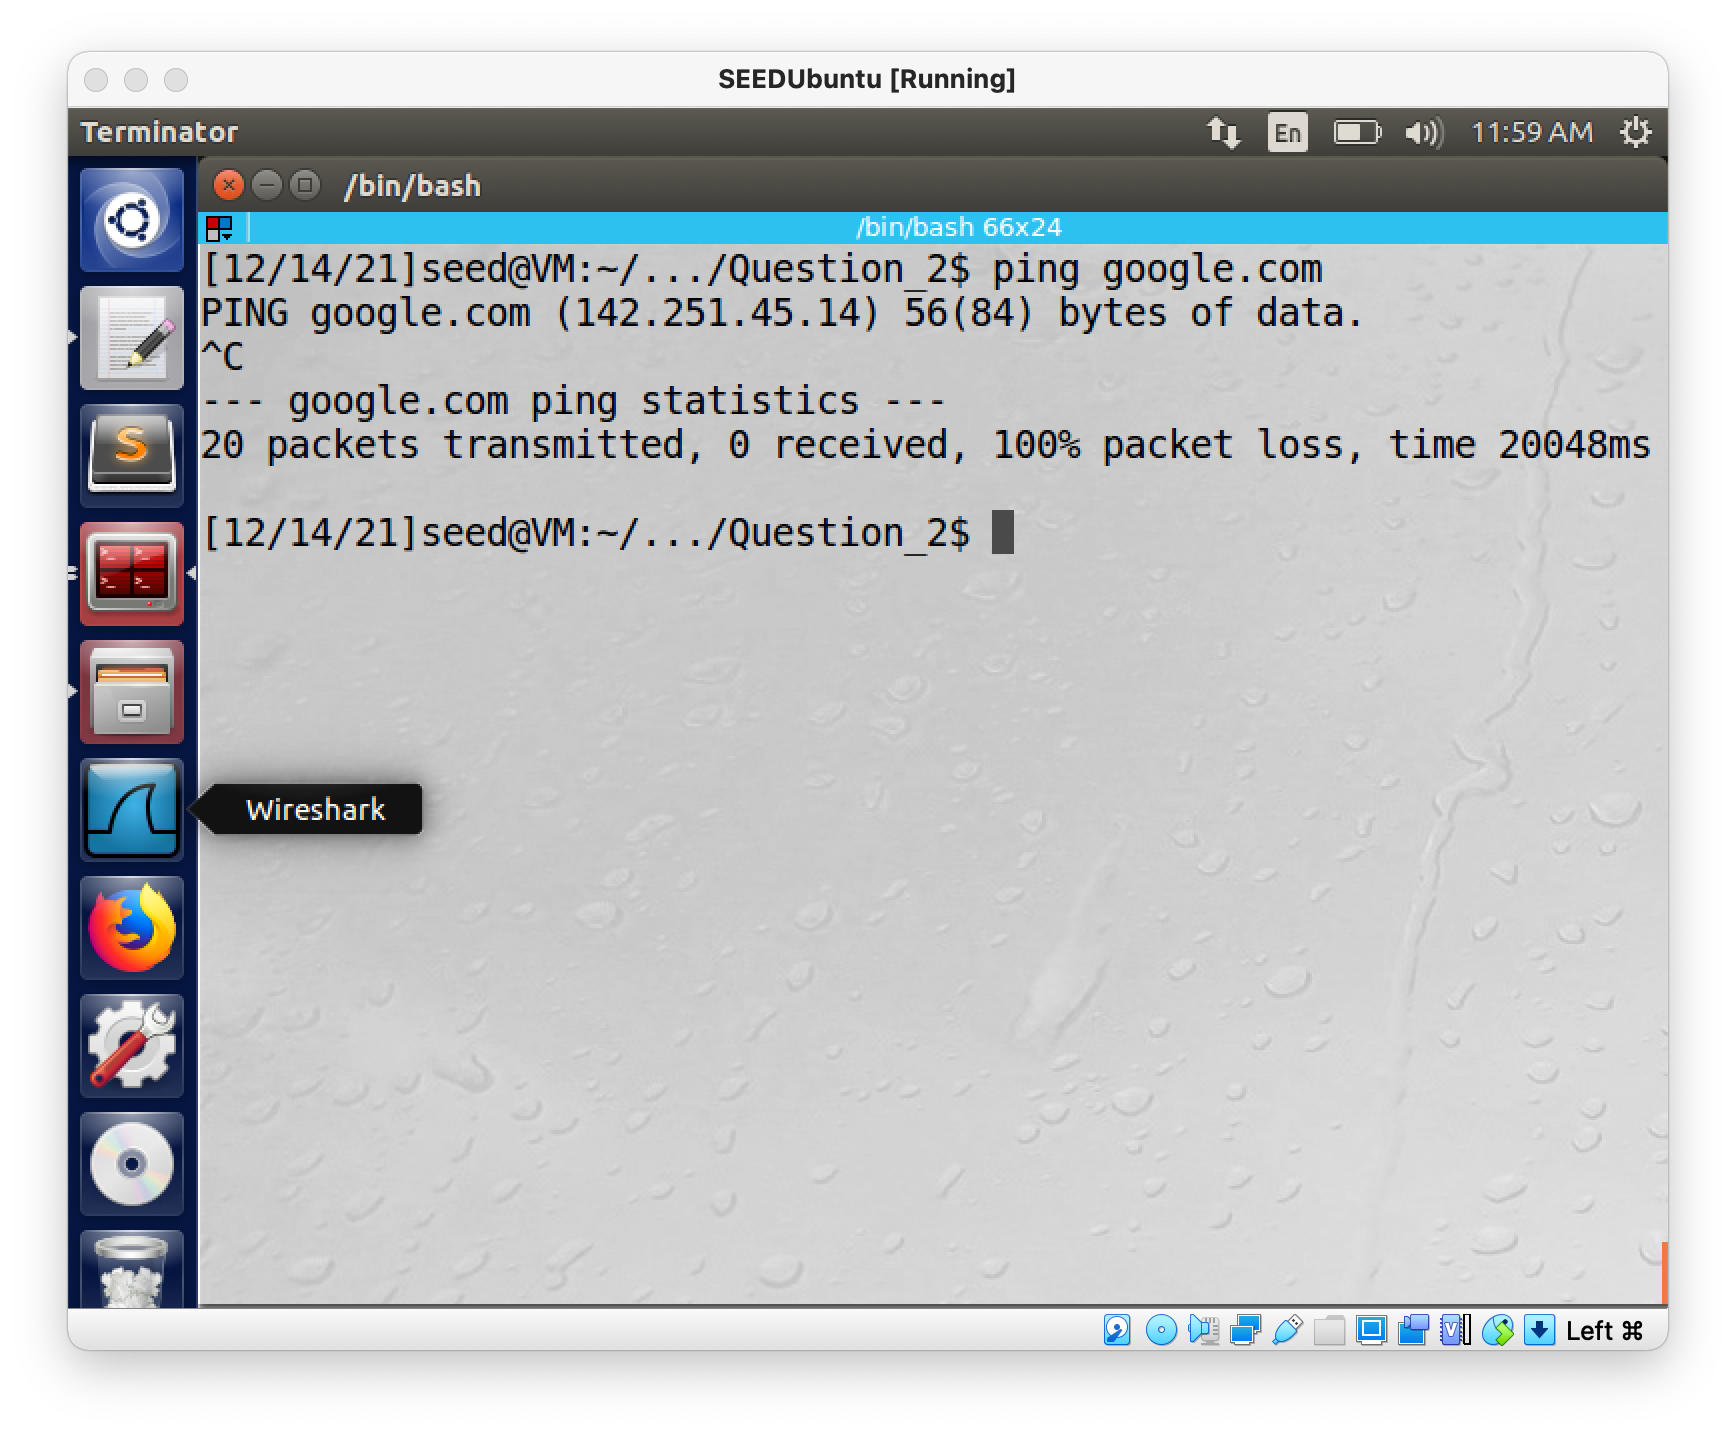 SEEDUbuntu [Running]
Terminator
En
11:59 AM
/bin/bash
/bin/bash 66x24
[12/14/21]seed@VM:~/.../Question_2$ ping google.com
PING google.com (142.251.45.14) 56(84) bytes of data.
^C
--- google.com ping statistics ---
20 packets transmitted, 0 received, 100% packet loss, time 20048ms
[12/14/21]seed@VM:~/.../Question_2$
Wireshark
Left ⌘